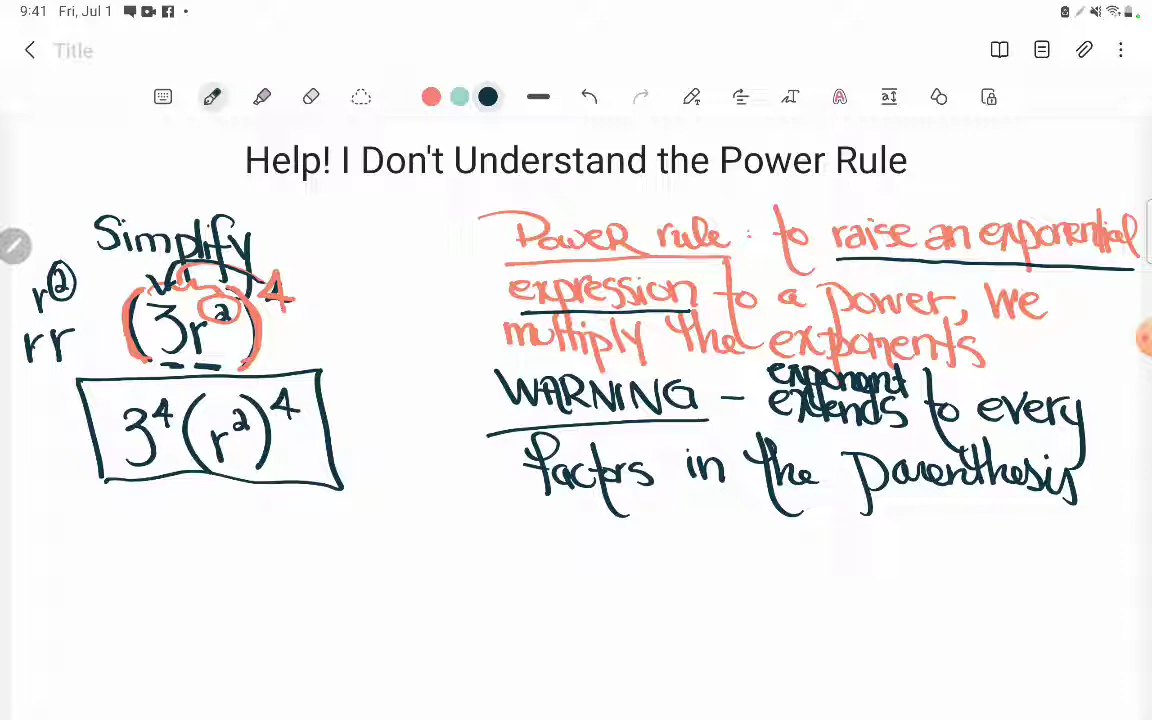 9:41 Fri, Jul 1
Title
Help! I Don't Understand the Power Rule
Simplify
r²
rr
(3r²)⁴
3⁴(r²)⁴
Power rule: to raise an exponential
expression to a power, we
multiply the exponents
WARNING - exponent extends to every
factors in the parenthesis